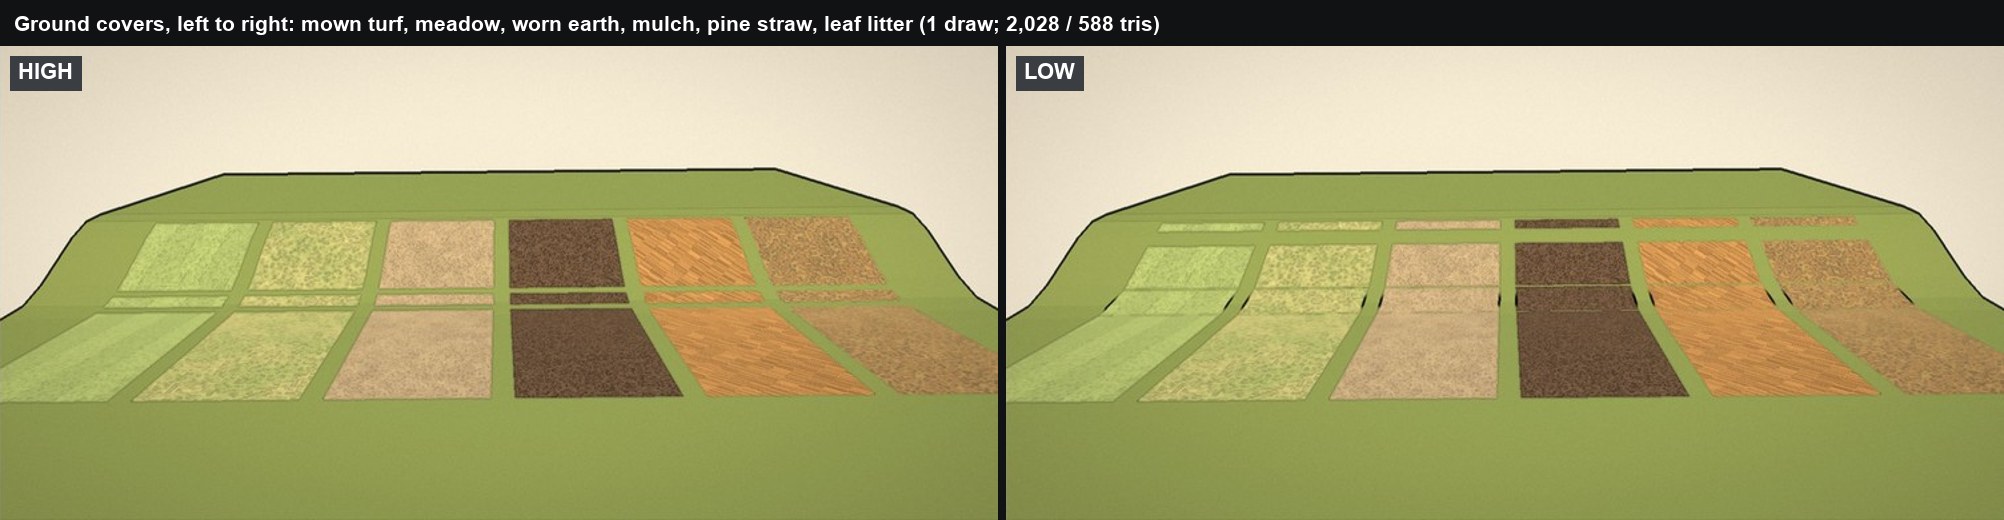 Ground covers, left to right: mown turf, meadow, worn earth, mulch, pine straw, leaf litter (1 draw; 2,028 / 588 tris)
HIGH
LOW